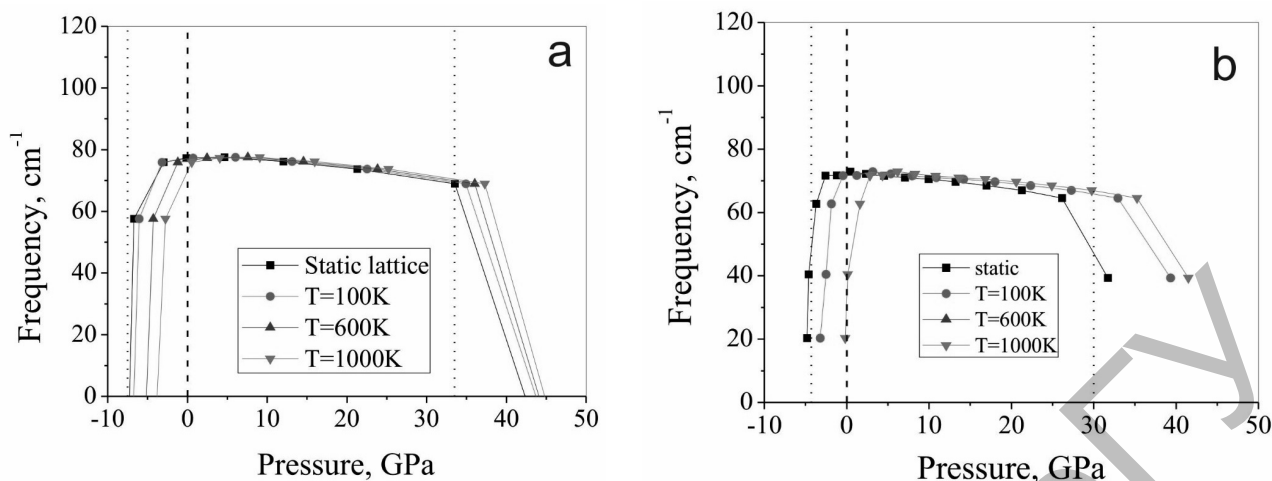 a
120
100
80
60
40
20
0
Frequency, cm⁻¹
Static lattice
T=100K
T=600K
T=1000K
-10 0 10 20 30 40 50
Pressure, GPa
b
120
100
80
60
40
20
0
Frequency, cm⁻¹
static
T=100K
T=600K
T=1000K
-10 0 10 20 30 40 50
Pressure, GPa